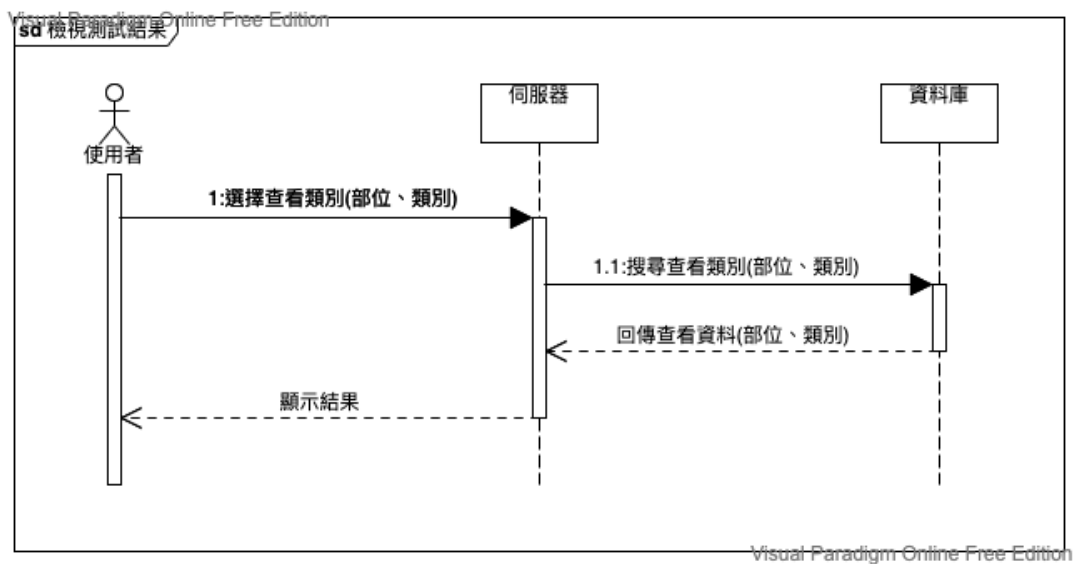 Visual Paradigm Online Free Edition
sd 檢視測試結果
伺服器
資料庫
使用者
1:選擇查看類別(部位、類別)
1.1:搜尋查看類別(部位、類別)
回傳查看資料(部位、類別)
顯示結果
Visual Paradigm Online Free Edition